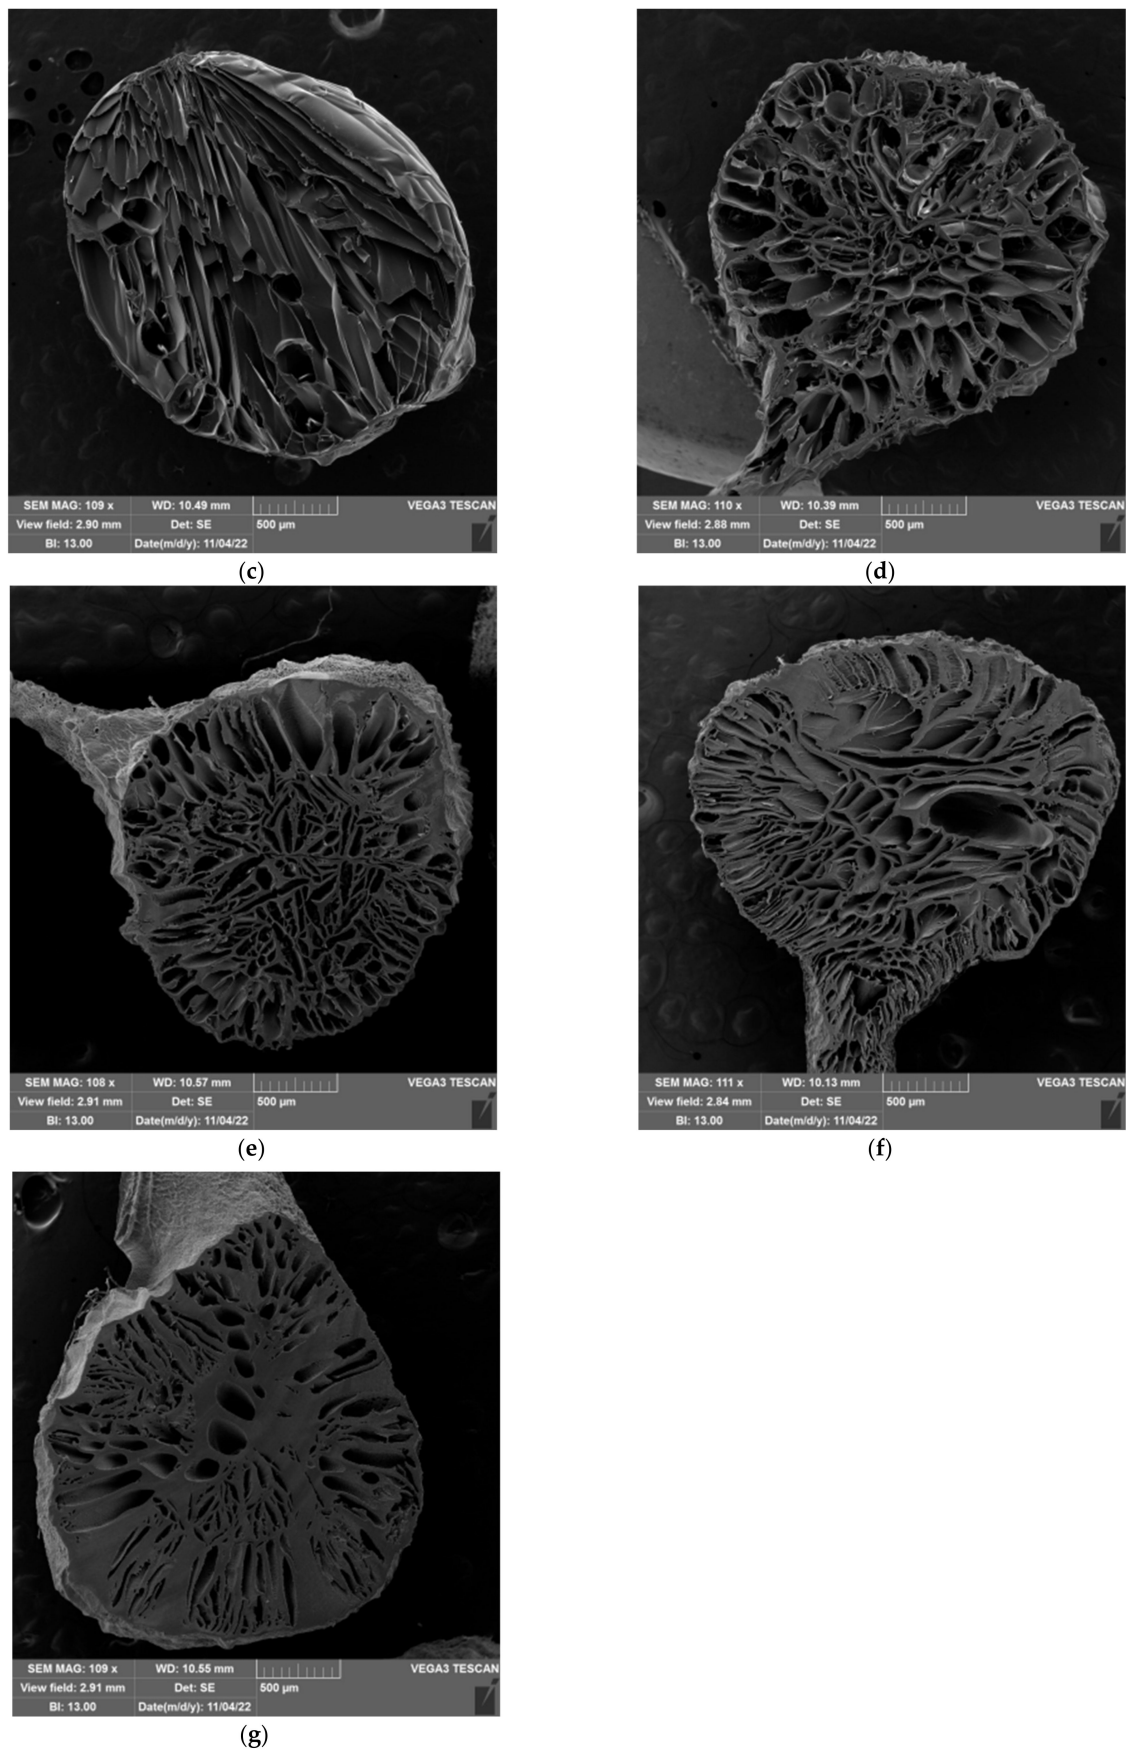 SEM MAG: 109 x WD: 10.49 mm VEGA3 TESCAN
View field: 2.90 mm Det: SE 500 µm
BI: 13.00 Date(m/d/y): 11/04/22
(c)
SEM MAG: 110 x WD: 10.39 mm VEGA3 TESCAN
View field: 2.88 mm Det: SE 500 µm
BI: 13.00 Date(m/d/y): 11/04/22
(d)
SEM MAG: 108 x WD: 10.57 mm VEGA3 TESCAN
View field: 2.91 mm Det: SE 500 µm
BI: 13.00 Date(m/d/y): 11/04/22
(e)
SEM MAG: 111 x WD: 10.13 mm VEGA3 TESCAN
View field: 2.84 mm Det: SE 500 µm
BI: 13.00 Date(m/d/y): 11/04/22
(f)
SEM MAG: 109 x WD: 10.55 mm VEGA3 TESCAN
View field: 2.91 mm Det: SE 500 µm
BI: 13.00 Date(m/d/y): 11/04/22
(g)